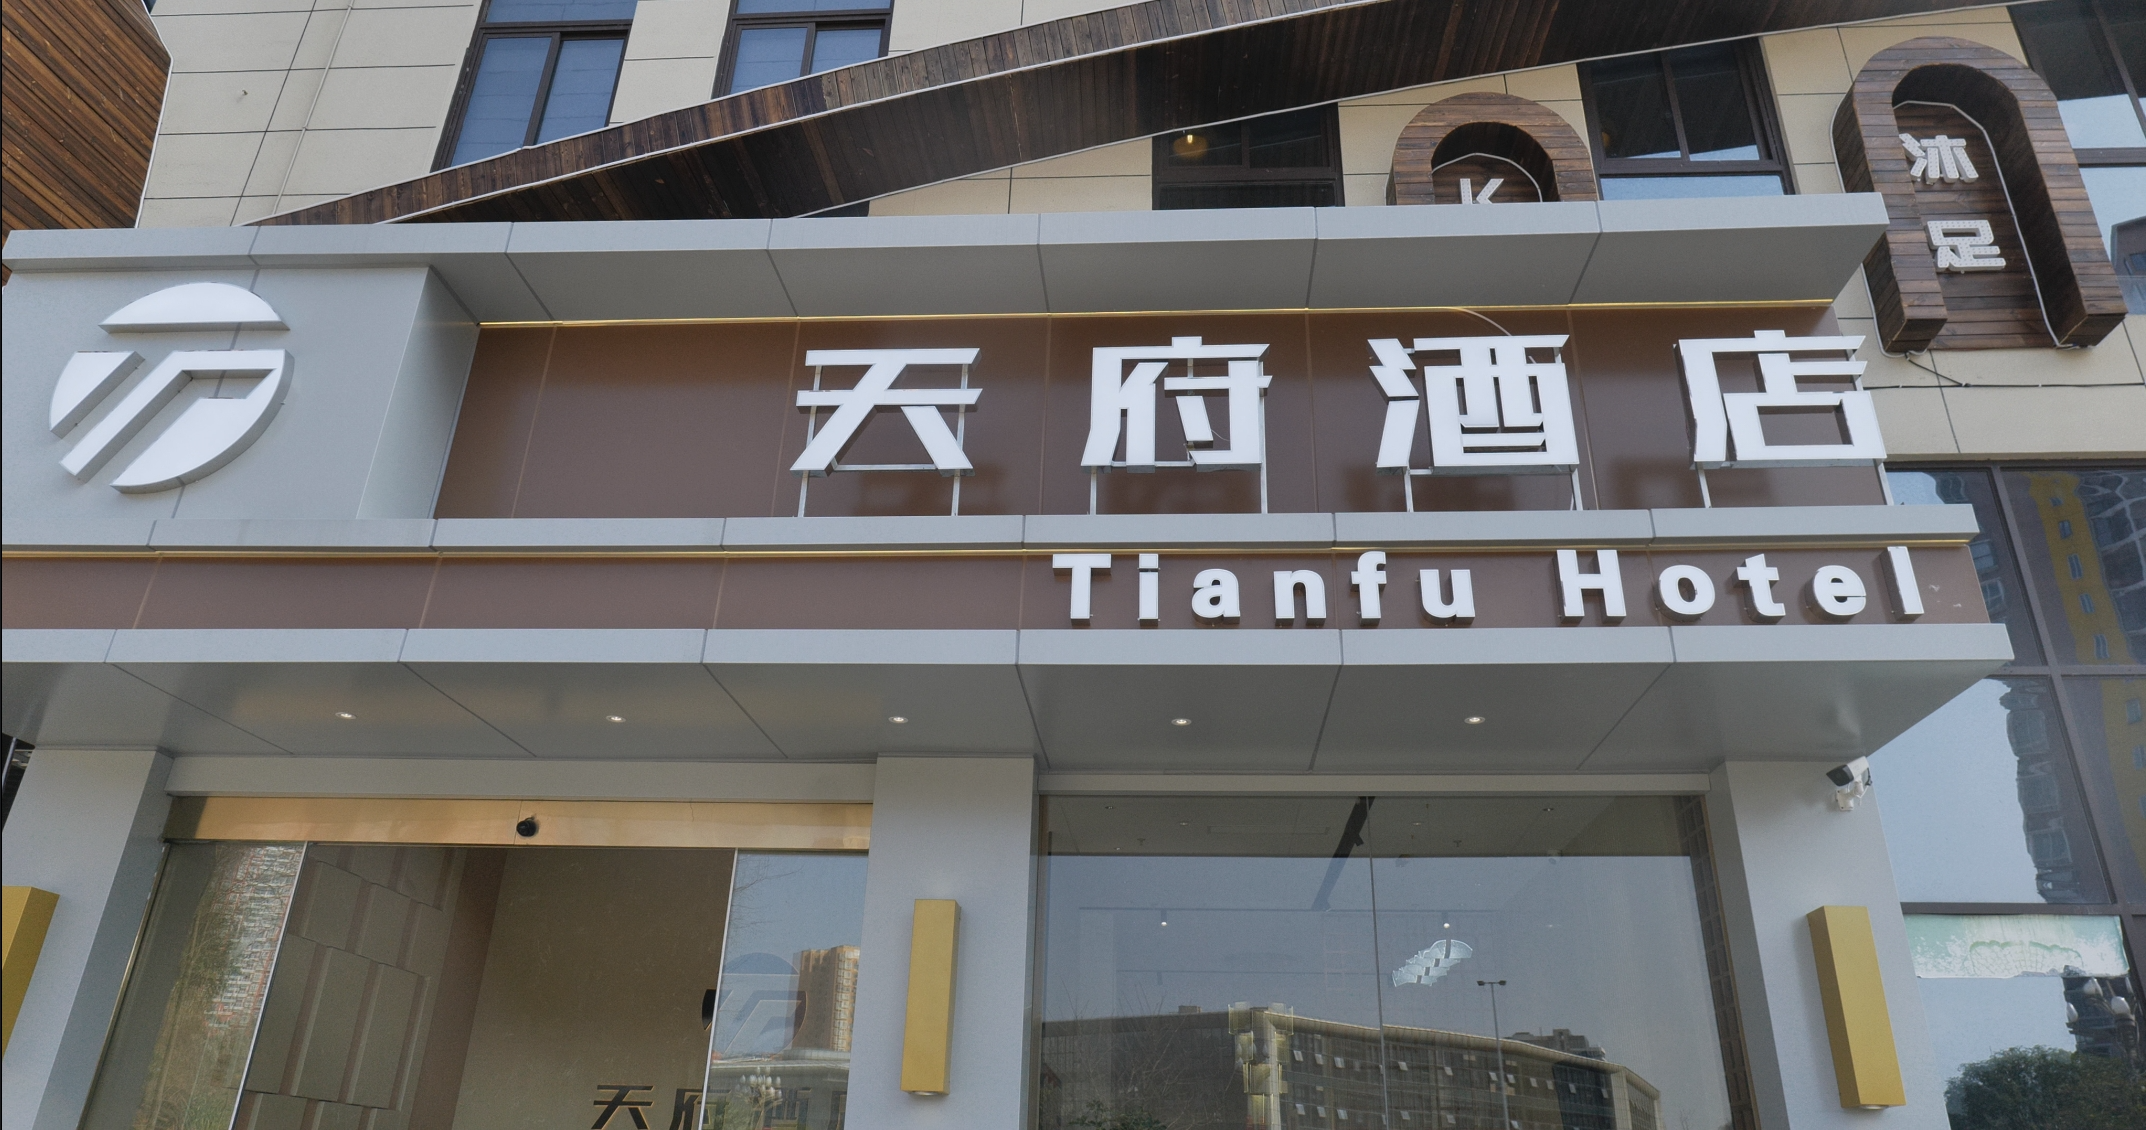 K
沐足
天府酒店
Tianfu Hotel
天府